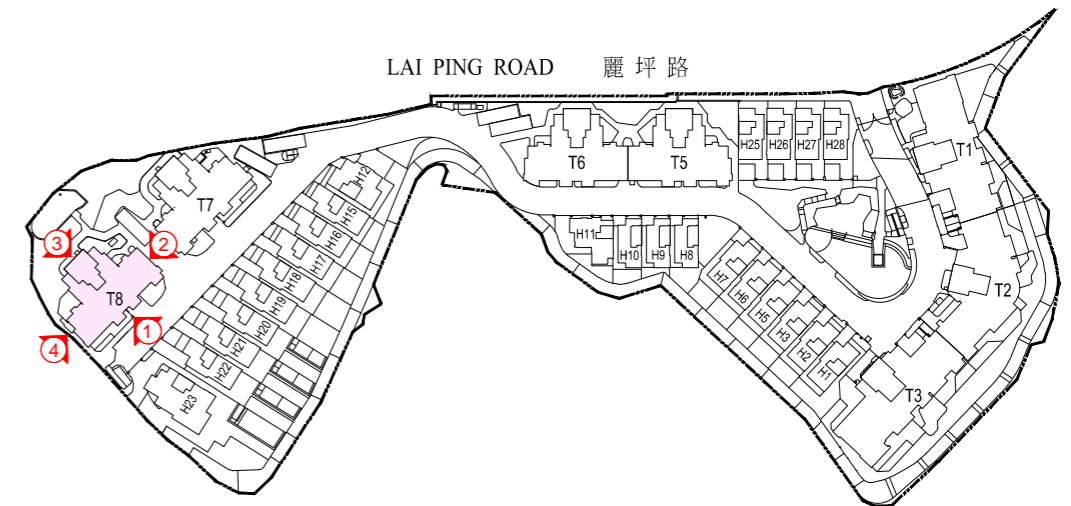 LAI PING ROAD 麗坪路
T1
T2
T3
T5
T6
T7
T8
H1
H2
H3
H5
H6
H7
H8
H9
H10
H11
H12
H15
H16
H17
H18
H19
H20
H21
H22
H23
H25
H26
H27
H28
1
2
3
4